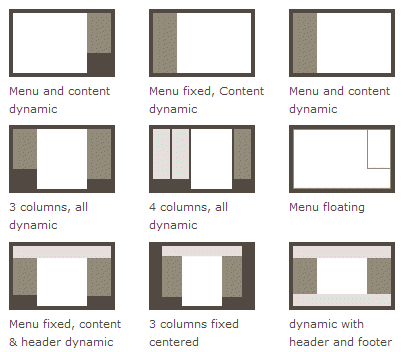 Menu and content
dynamic
Menu fixed, Content
dynamic
Menu and content
dynamic
3 columns, all
dynamic
4 columns, all
dynamic
Menu floating
Menu fixed, content
& header dynamic
3 columns fixed
centered
dynamic with
header and footer